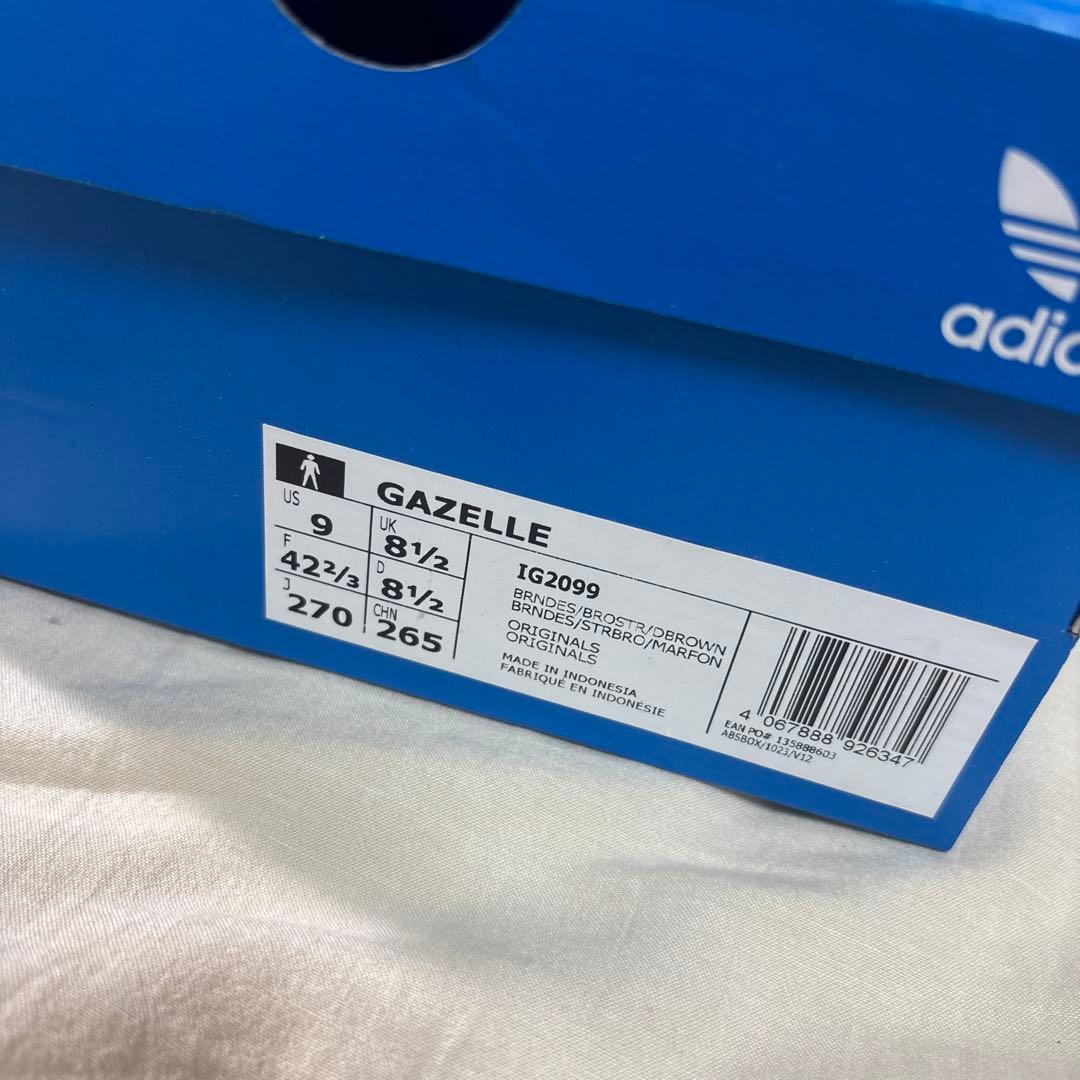 adid
GAZELLE
US 9
UK 8½
F 42⅔
D 8½
J 270
CHN 265
IG2099
BRNDES/BROSTR/DBROWN
BRNDES/STRBRO/MARFON
ORIGINALS
ORIGINALS
MADE IN INDONESIA
FABRIQUÉ EN INDONÉSIE
4 067888 926347
EAN PO# 135888603
ABSBOX/1023/V12